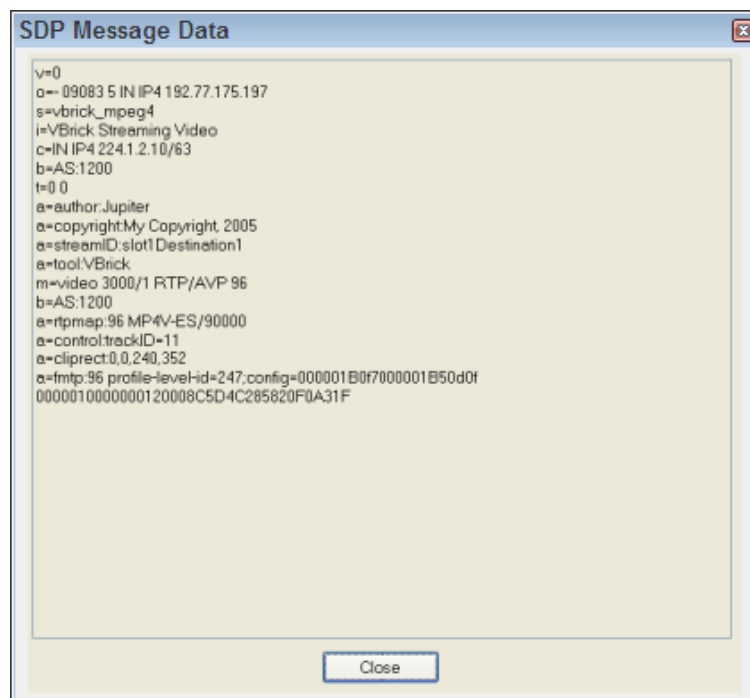 SDP Message Data
v=0
o=- 09083 5 IN IP4 192.77.175.197
s=vbrick_mpeg4
i=VBrick Streaming Video
c=IN IP4 224.1.2.10/63
b=AS:1200
t=0 0
a=author:Jupiter
a=copyright:My Copyright, 2005
a=streamID:slot1Destination1
a=tool:VBrick
m=video 3000/1 RTP/AVP 96
b=AS:1200
a=rtpmap:96 MP4V-ES/90000
a=control:trackID=11
a=cliprect:0,0,240,352
a=fmtp:96 profile-level-id=247;config=000001B0f7000001B50d0f
0000010000000120008C5D4C285820F0A31F
Close